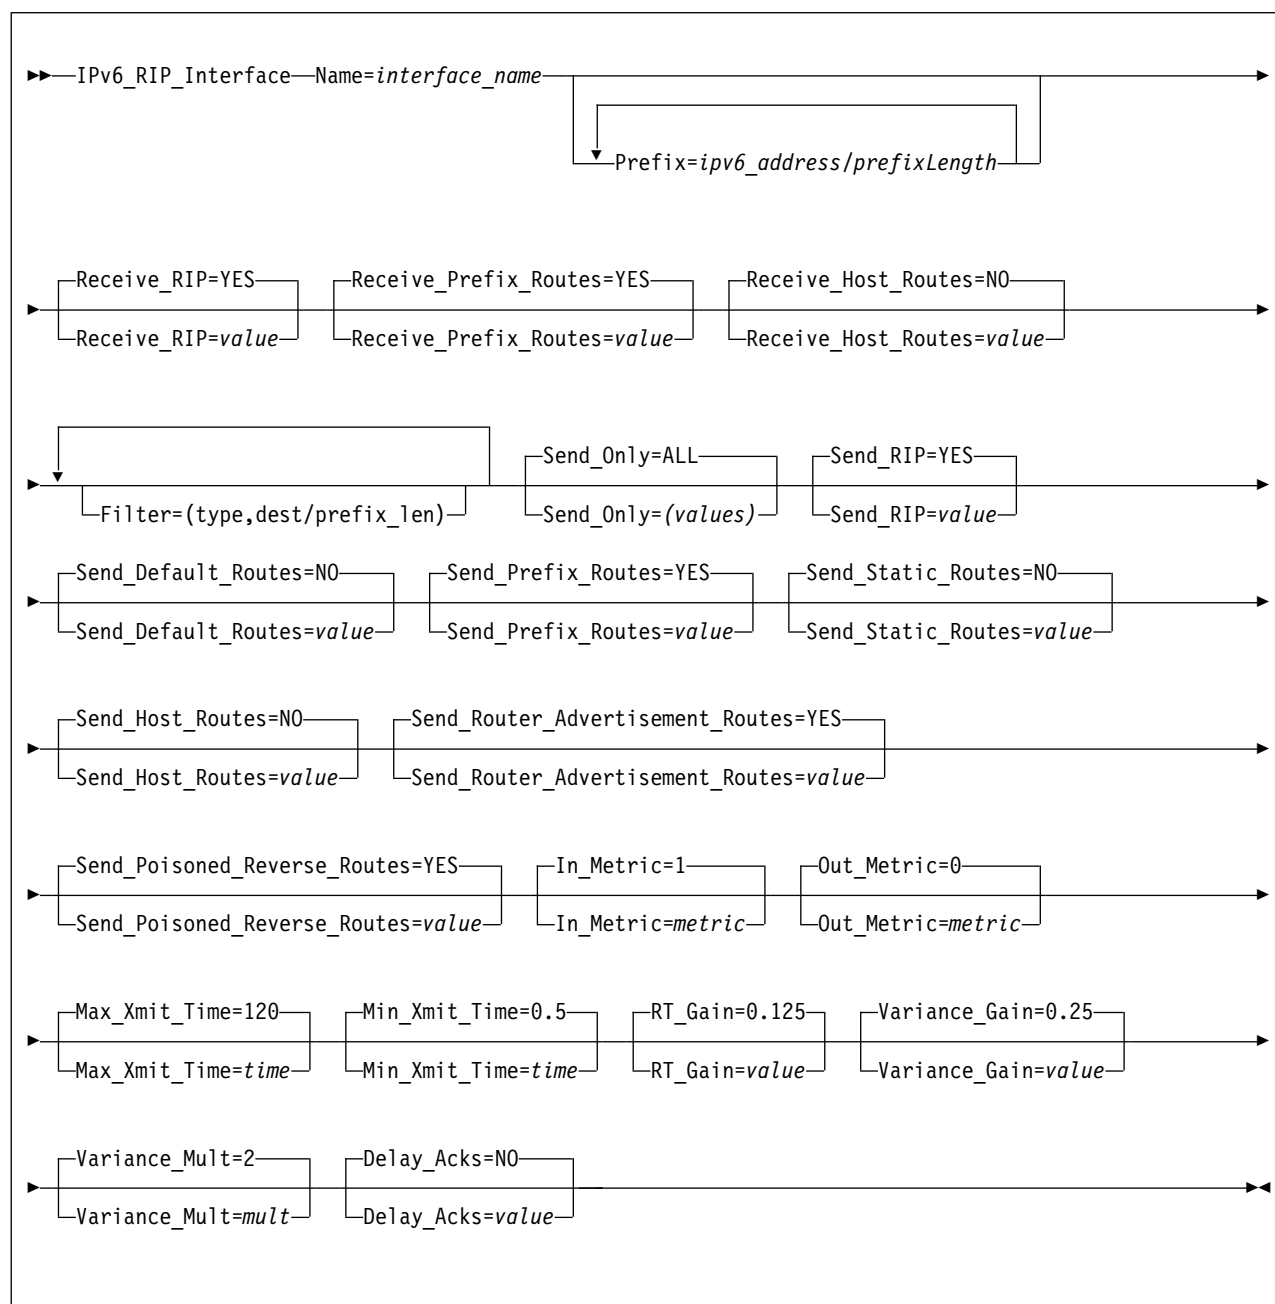 IPv6_RIP_Interface Name=interface_name
Prefix=ipv6_address/prefixLength
Receive_RIP=YES Receive_Prefix_Routes=YES Receive_Host_Routes=NO
Receive_RIP=value Receive_Prefix_Routes=value Receive_Host_Routes=value
Send_Only=ALL Send_RIP=YES
Filter=(type,dest/prefix_len) Send_Only=(values) Send_RIP=value
Send_Default_Routes=NO Send_Prefix_Routes=YES Send_Static_Routes=NO
Send_Default_Routes=value Send_Prefix_Routes=value Send_Static_Routes=value
Send_Host_Routes=NO Send_Router_Advertisement_Routes=YES
Send_Host_Routes=value Send_Router_Advertisement_Routes=value
Send_Poisoned_Reverse_Routes=YES In_Metric=1 Out_Metric=0
Send_Poisoned_Reverse_Routes=value In_Metric=metric Out_Metric=metric
Max_Xmit_Time=120 Min_Xmit_Time=0.5 RT_Gain=0.125 Variance_Gain=0.25
Max_Xmit_Time=time Min_Xmit_Time=time RT_Gain=value Variance_Gain=value
Variance_Mult=2 Delay_Acks=NO
Variance_Mult=mult Delay_Acks=value